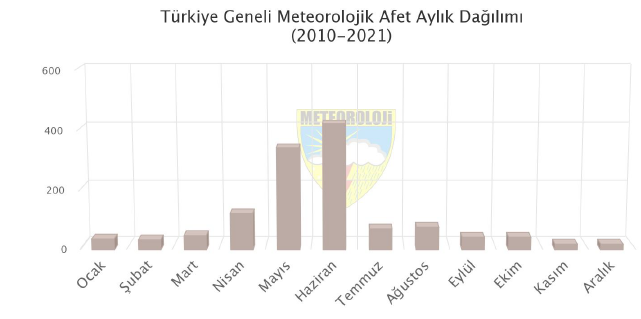 Türkiye Geneli Meteorolojik Afet Aylık Dağılımı
(2010-2021)
600
400
200
0
METEOROLOJİ
Ocak
Şubat
Mart
Nisan
Mayıs
Haziran
Temmuz
Ağustos
Eylül
Ekim
Kasım
Aralık